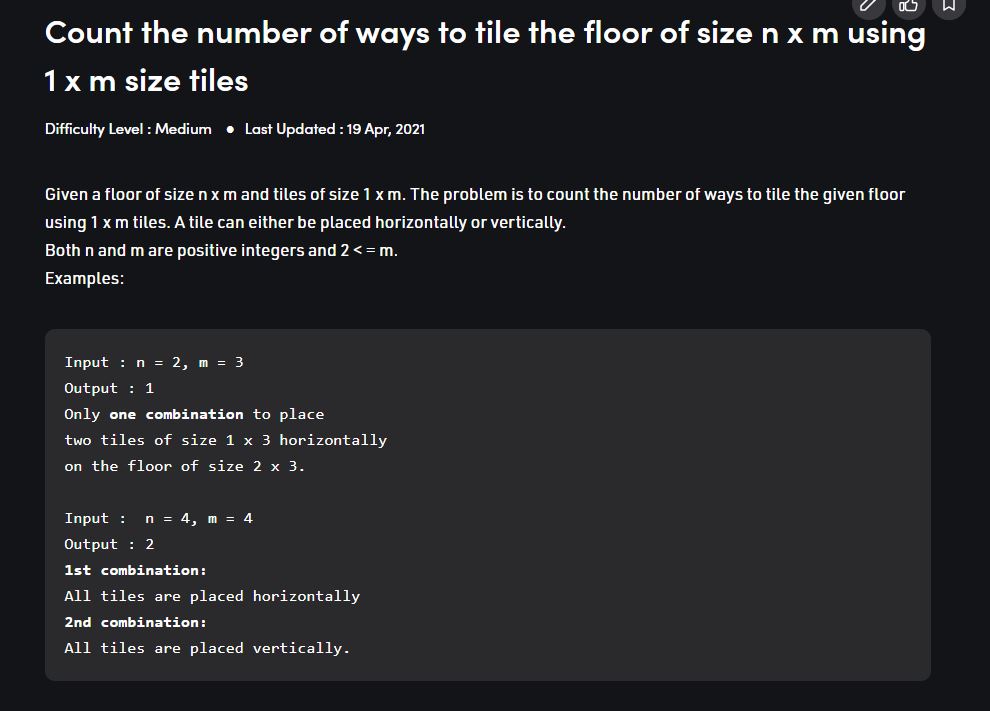 Count the number of ways to tile the floor of size n x m using
1 x m size tiles
Difficulty Level : Medium ● Last Updated : 19 Apr, 2021
Given a floor of size n x m and tiles of size 1 x m. The problem is to count the number of ways to tile the given floor
using 1 x m tiles. A tile can either be placed horizontally or vertically.
Both n and m are positive integers and 2 < = m.
Examples:
Input : n = 2, m = 3
Output : 1
Only one combination to place
two tiles of size 1 x 3 horizontally
on the floor of size 2 x 3.
Input :  n = 4, m = 4
Output : 2
1st combination:
All tiles are placed horizontally
2nd combination:
All tiles are placed vertically.